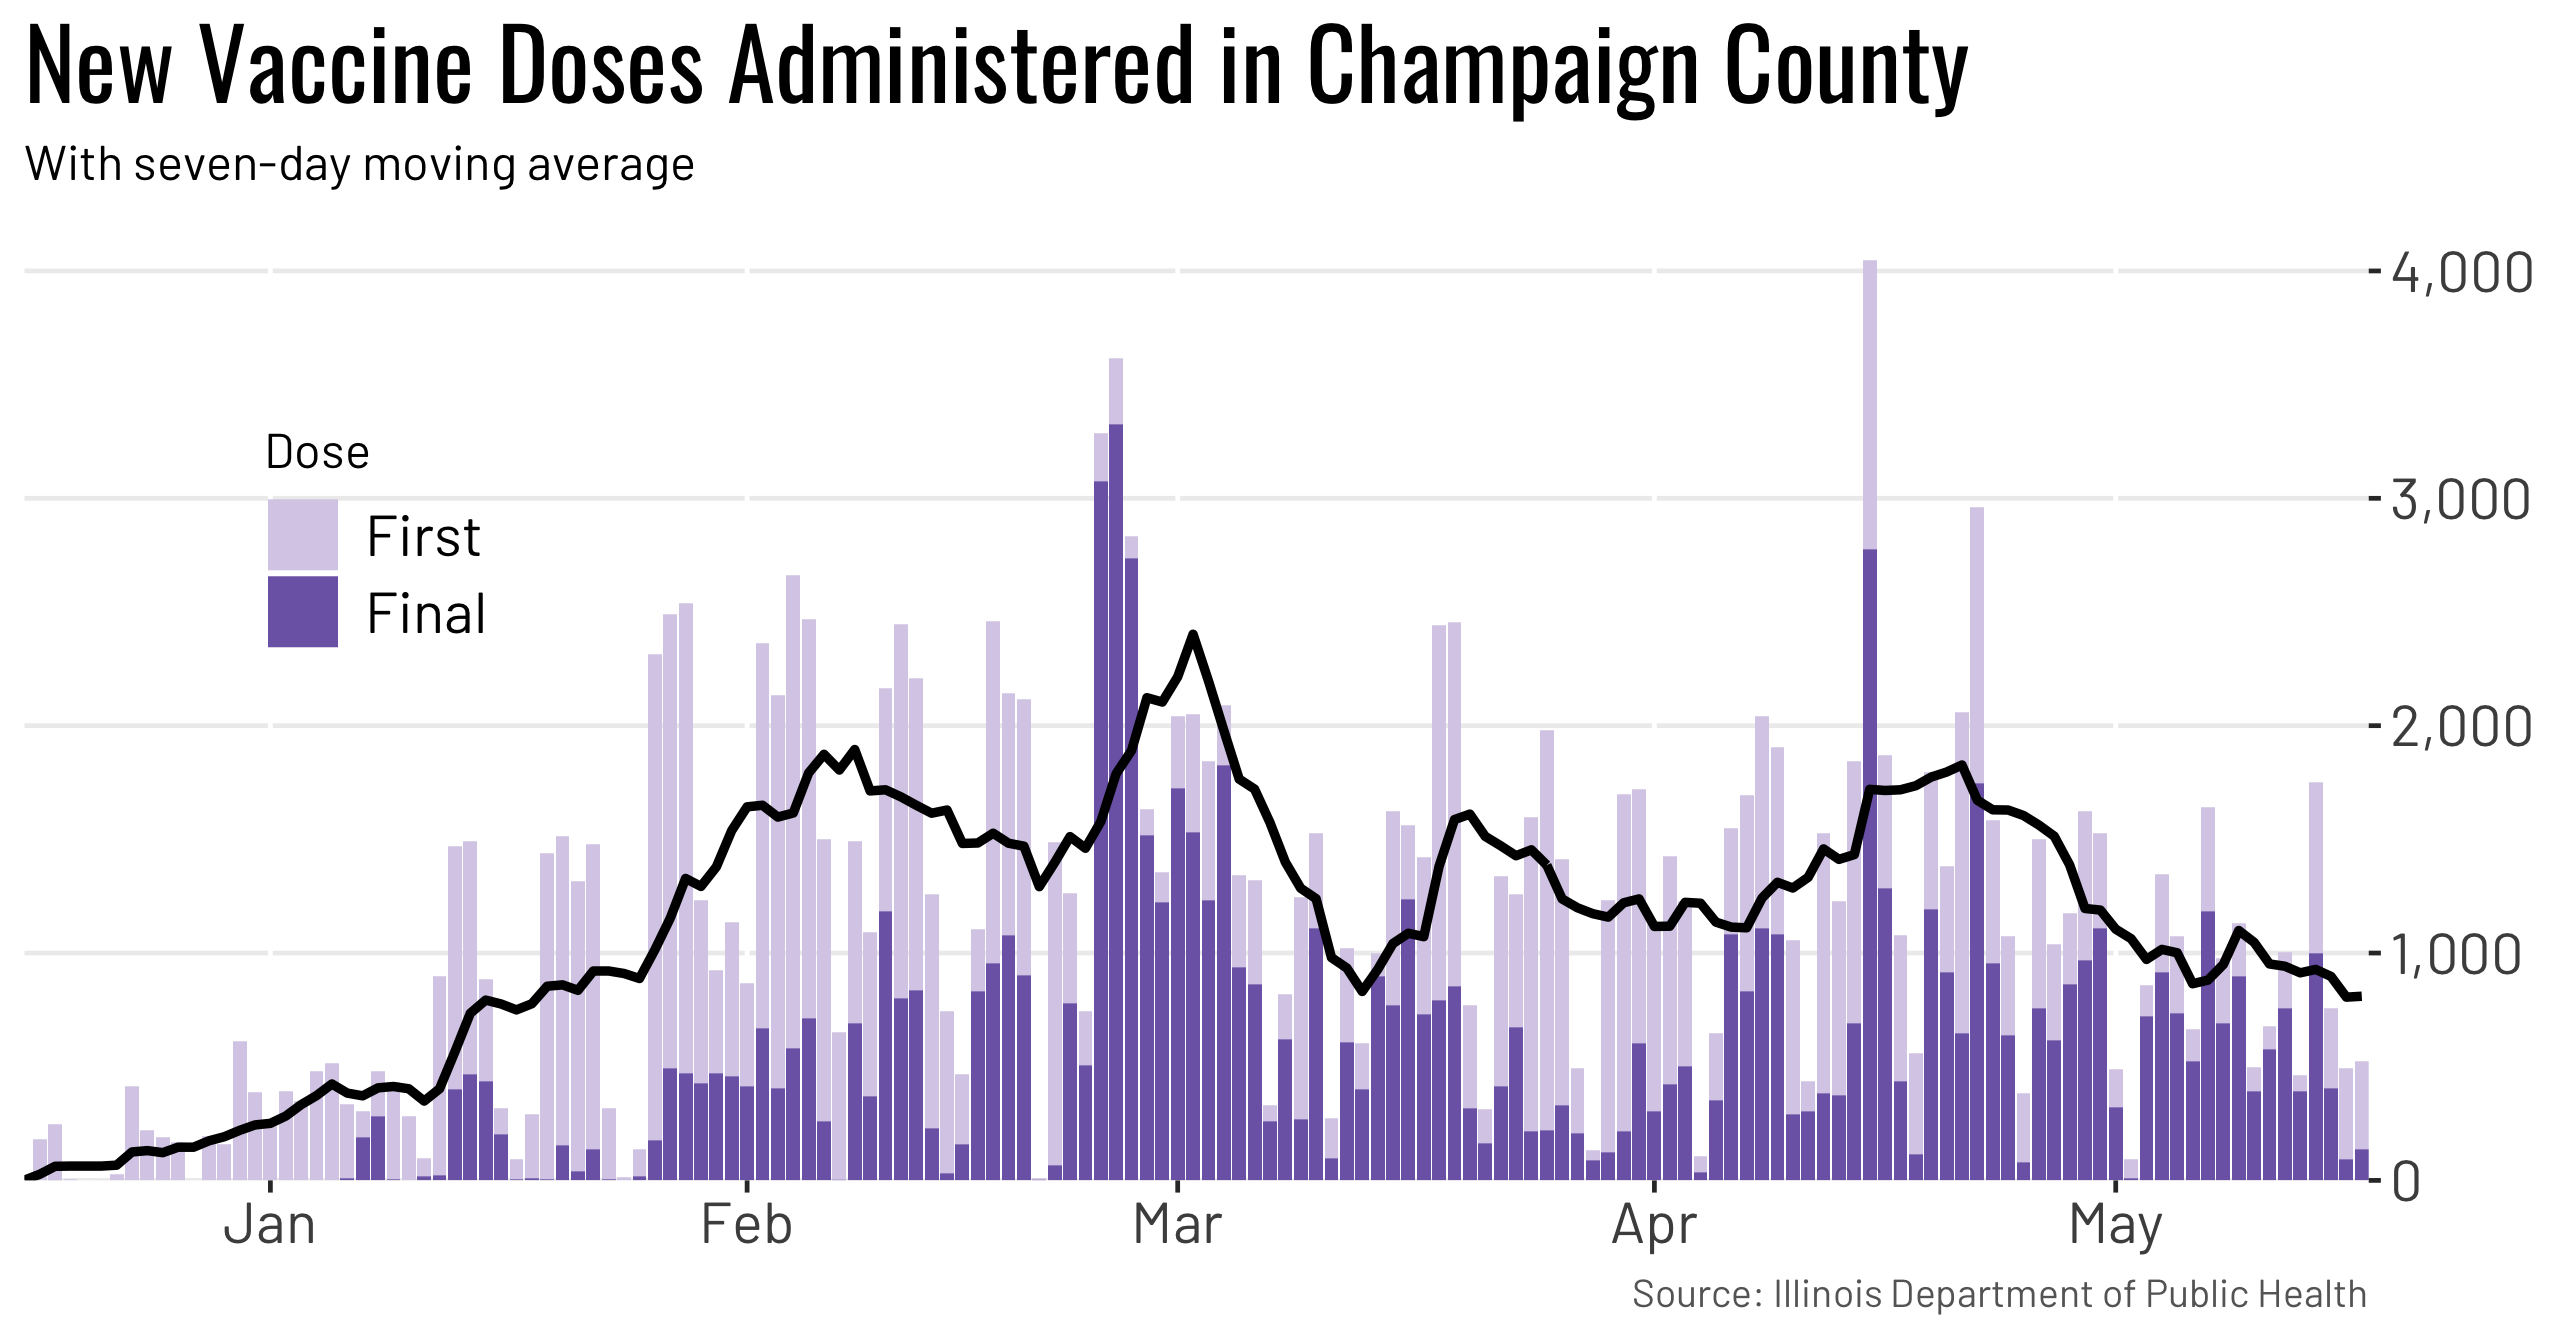 New Vaccine Doses Administered in Champaign County
With seven-day moving average
4,000
3,000
Dose
First
Final
2,000
1,000
0
Jan Feb Mar Apr May
Source: Illinois Department of Public Health